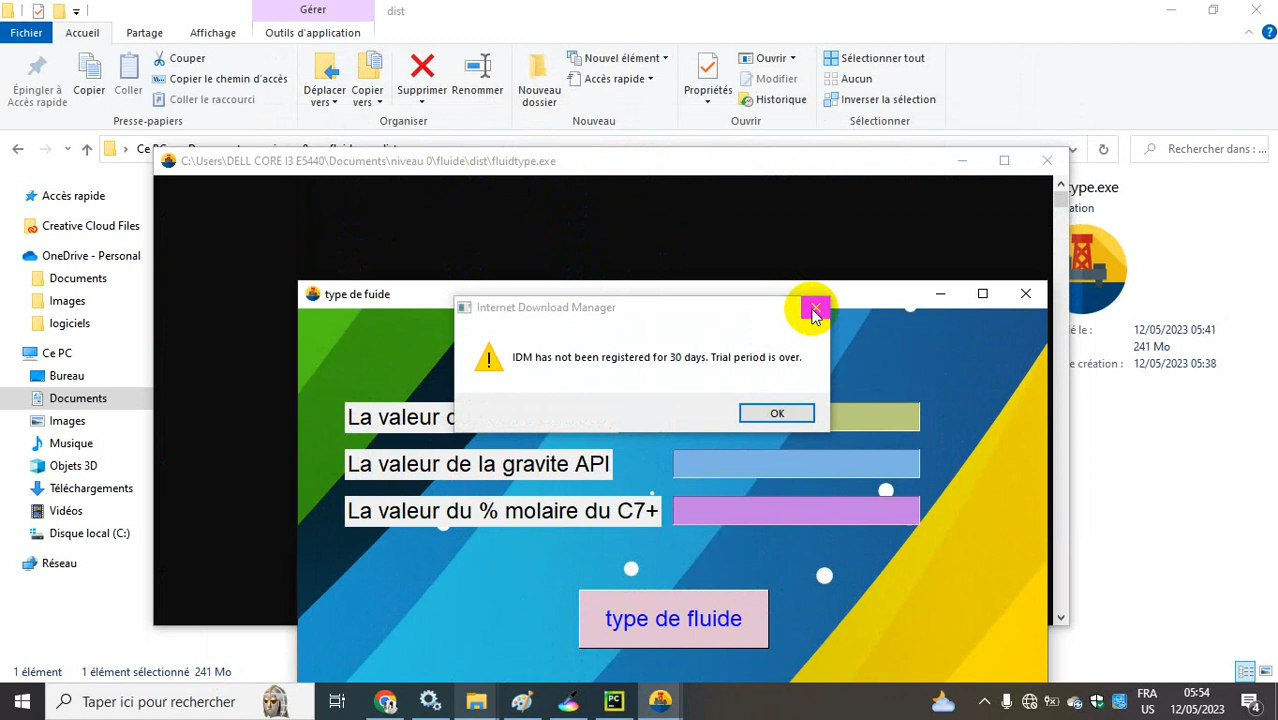 Gérer
dist
Fichier
Accueil
Partage
Affichage
Outils d'application
Épingler à
Accès rapide
Copier
Coller
Couper
Copier le chemin d'accès
Coller le raccourci
Presse-papiers
Déplacer
vers
Copier
vers
Supprimer
Renommer
Organiser
Nouveau
dossier
Nouvel élément
Accès rapide
Nouveau
Propriétés
Ouvrir
Modifier
Historique
Ouvrir
Sélectionner tout
Aucun
Inverser la sélection
Sélectionner
Rechercher dans : ...
C:\Users\DELL CORE I3 E5440\Documents\niveau 0\fluide\dist\fluidtype.exe
Accès rapide
Creative Cloud Files
OneDrive - Personal
Documents
Images
logiciels
Ce PC
Bureau
Documents
Images
Musique
Objets 3D
Téléchargements
Vidéos
Disque local (C:)
Réseau
type.exe
12/05/2023 05:41
241 Mo
12/05/2023 05:38
type de fuide
Internet Download Manager
IDM has not been registered for 30 days. Trial period is over.
OK
La valeur
La valeur de la gravite API
La valeur du % molaire du C7+
type de fluide
1 élément
1 élément sélectionné 241 Mo
Taper ici pour rechercher
PC
FRA
US
05:54
12/05/2023
4